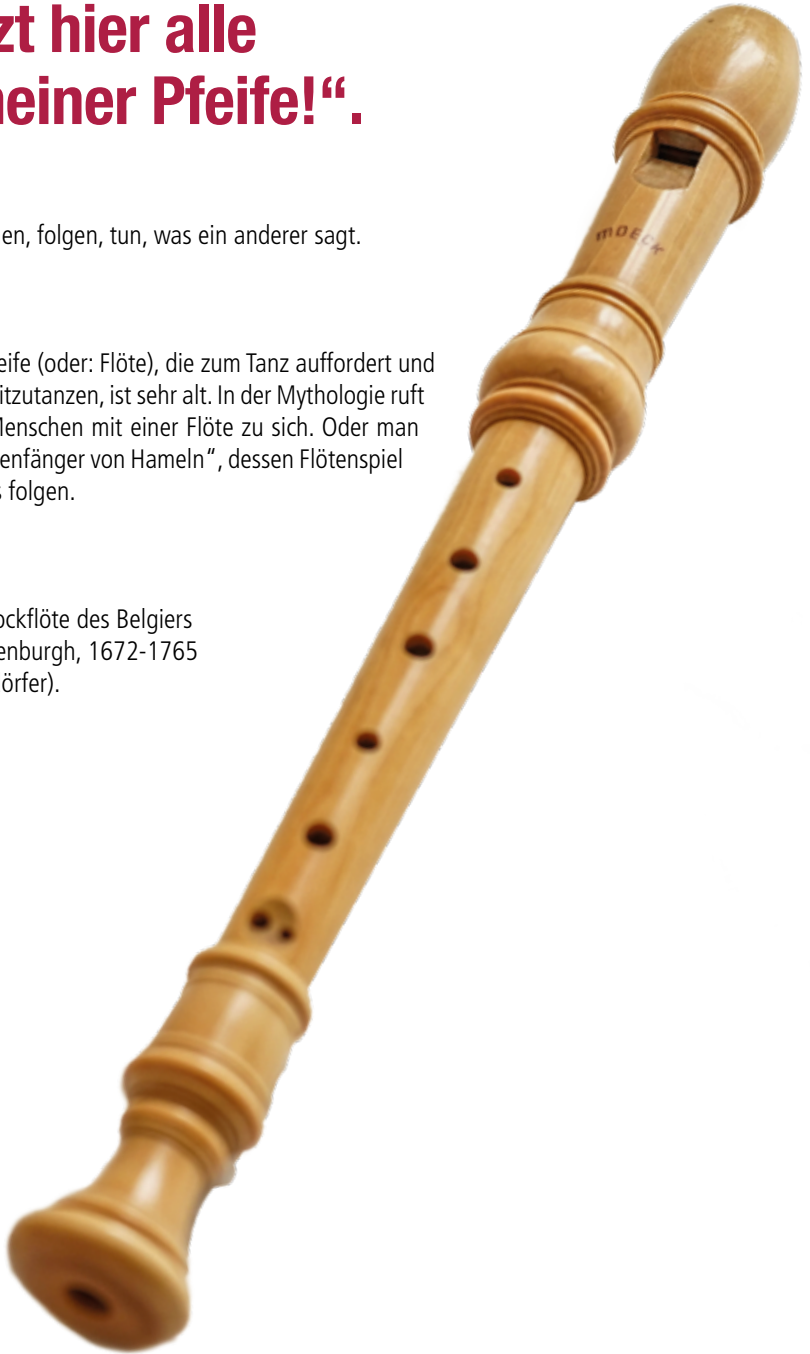 zt hier alle
neiner Pfeife!“.
en, folgen, tun, was ein anderer sagt.
eife (oder: Flöte), die zum Tanz auffordert und
itzutanzen, ist sehr alt. In der Mythologie ruft
Menschen mit einer Flöte zu sich. Oder man
enfänger von Hameln“, dessen Flötenspiel
s folgen.
ockflöte des Belgiers
enburgh, 1672-1765
örfer).
MOECK